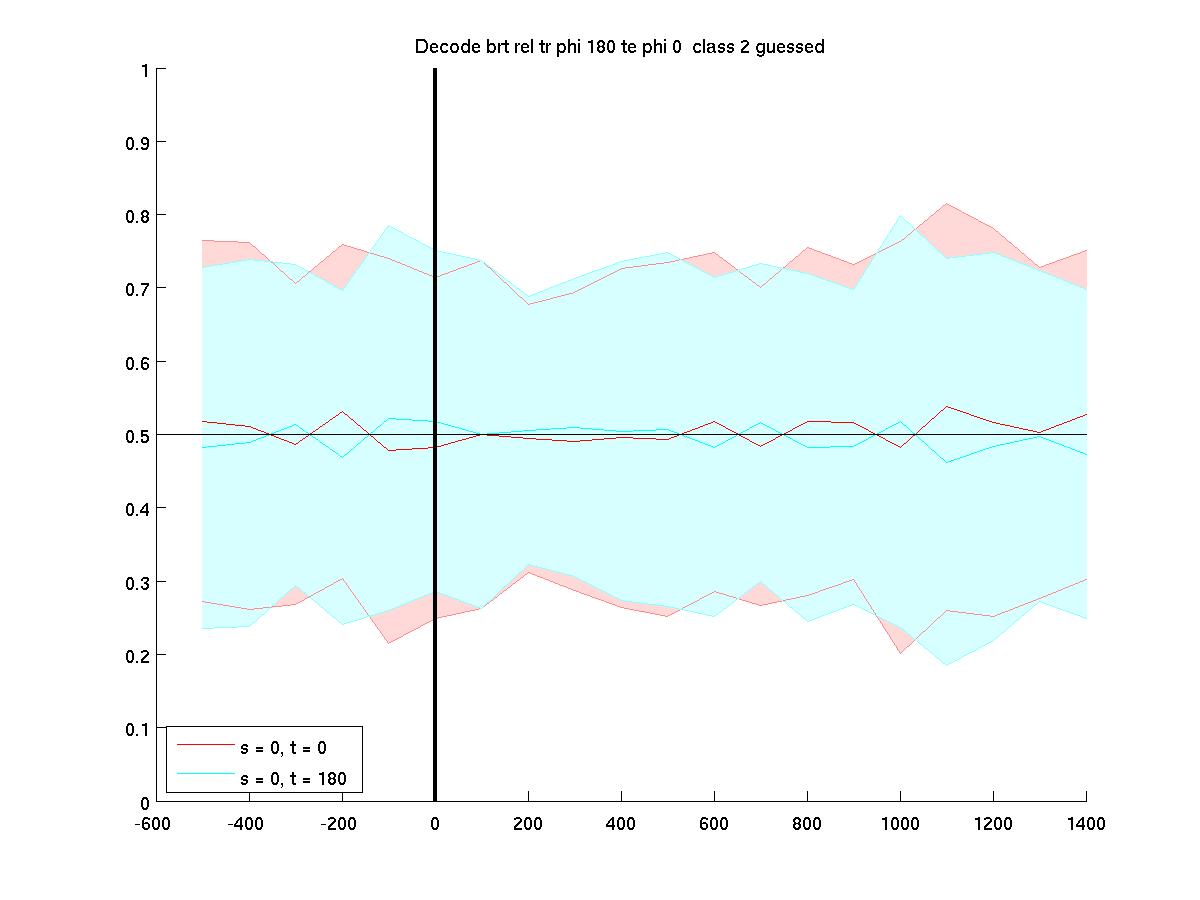 Decode brt rel tr phi 180 te phi 0  class 2 guessed
1
0.9
0.8
0.7
0.6
0.5
0.4
0.3
0.2
0.1
0
s = 0, t = 0
s = 0, t = 180
-600 -400 -200 0 200 400 600 800 1000 1200 1400